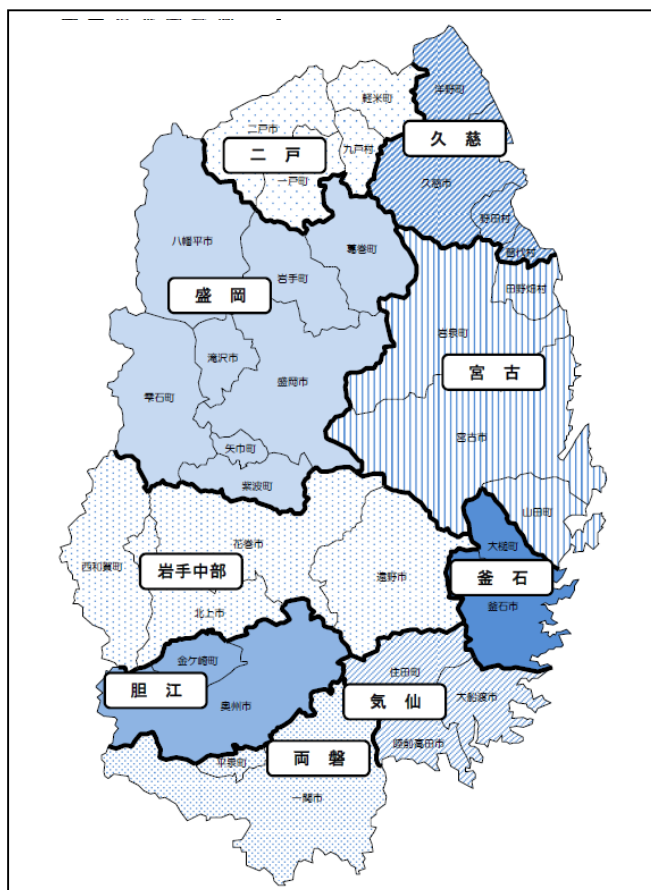 軽米町
洋野町
二戸市
九戸村
二戸
久慈
一戸町
久慈市
野田村
普代村
八幡平市
葛巻町
岩手町
田野畑村
盛岡
岩泉町
滝沢市
宮古
盛岡市
雫石町
宮古市
矢巾町
紫波町
山田町
花巻市
大槌町
西和賀町
岩手中部
遠野市
釜石
北上市
釜石市
金ケ崎町
住田町
胆江
奥州市
気仙
大船渡市
陸前高田市
両磐
平泉町
一関市